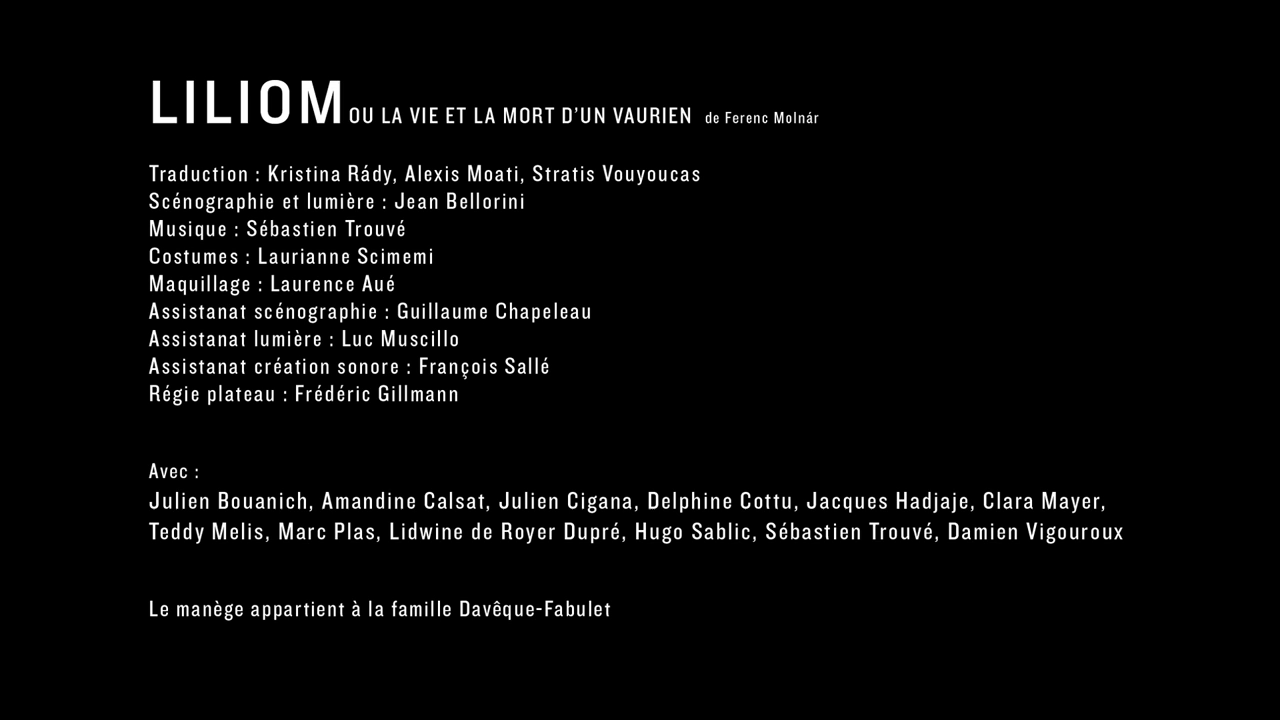 LILIOM OU LA VIE ET LA MORT D'UN VAURIEN de Ferenc Molnár
Traduction : Kristina Rády, Alexis Moati, Stratis Vouyoucas
Scénographie et lumière : Jean Bellorini
Musique : Sébastien Trouvé
Costumes : Laurianne Scimemi
Maquillage : Laurence Aué
Assistanat scénographie : Guillaume Chapeleau
Assistanat lumière : Luc Muscillo
Assistanat création sonore : François Sallé
Régie plateau : Frédéric Gillmann
Avec :
Julien Bouanich, Amandine Calsat, Julien Cigana, Delphine Cottu, Jacques Hadjaje, Clara Mayer,
Teddy Melis, Marc Plas, Lidwine de Royer Dupré, Hugo Sablic, Sébastien Trouvé, Damien Vigouroux
Le manège appartient à la famille Davêque-Fabulet